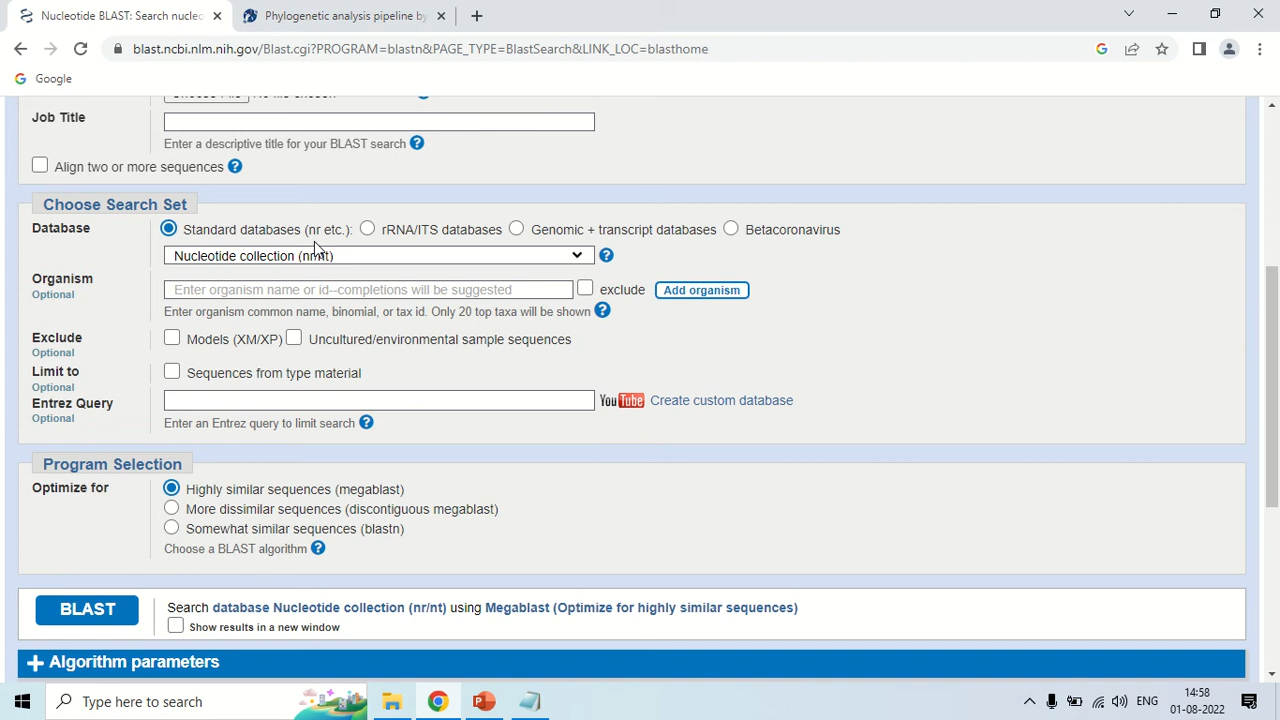 Nucleotide BLAST: Search nucleo
Phylogenetic analysis pipeline by
blast.ncbi.nlm.nih.gov/Blast.cgi?PROGRAM=blastn&PAGE_TYPE=BlastSearch&LINK_LOC=blasthome
Google
Job Title
Enter a descriptive title for your BLAST search
Align two or more sequences
Choose Search Set
Database
Standard databases (nr etc.):
rRNA/ITS databases
Genomic + transcript databases
Betacoronavirus
Nucleotide collection (nr/nt)
Organism
Optional
Enter organism name or id--completions will be suggested
exclude
Add organism
Enter organism common name, binomial, or tax id. Only 20 top taxa will be shown
Exclude
Optional
Models (XM/XP)
Uncultured/environmental sample sequences
Limit to
Optional
Sequences from type material
Entrez Query
Optional
YouTube
Create custom database
Enter an Entrez query to limit search
Program Selection
Optimize for
Highly similar sequences (megablast)
More dissimilar sequences (discontiguous megablast)
Somewhat similar sequences (blastn)
Choose a BLAST algorithm
BLAST
Search database Nucleotide collection (nr/nt) using Megablast (Optimize for highly similar sequences)
Show results in a new window
Algorithm parameters
Type here to search
ENG
14:58
01-08-2022